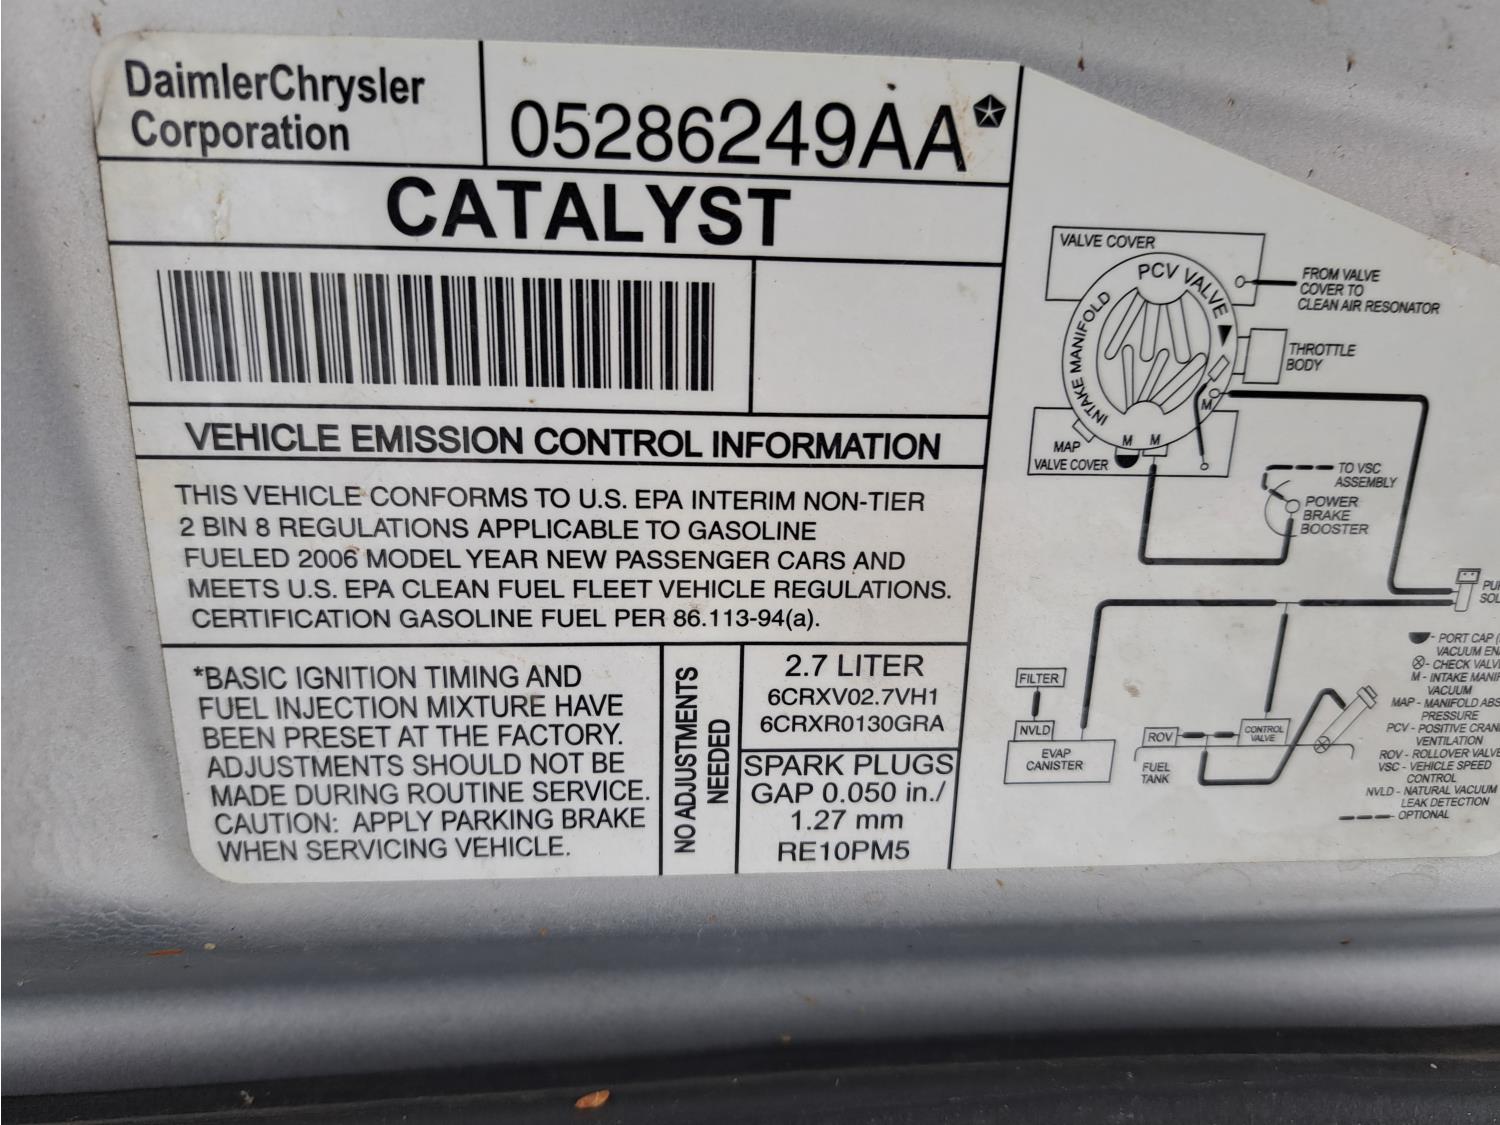 DaimlerChrysler
Corporation
05286249AA
CATALYST
VEHICLE EMISSION CONTROL INFORMATION
THIS VEHICLE CONFORMS TO U.S. EPA INTERIM NON-TIER
2 BIN 8 REGULATIONS APPLICABLE TO GASOLINE
FUELED 2006 MODEL YEAR NEW PASSENGER CARS AND
MEETS U.S. EPA CLEAN FUEL FLEET VEHICLE REGULATIONS.
CERTIFICATION GASOLINE FUEL PER 86.113-94(a).
*BASIC IGNITION TIMING AND
FUEL INJECTION MIXTURE HAVE
BEEN PRESET AT THE FACTORY.
ADJUSTMENTS SHOULD NOT BE
MADE DURING ROUTINE SERVICE.
CAUTION: APPLY PARKING BRAKE
WHEN SERVICING VEHICLE.
NO ADJUSTMENTS
NEEDED
2.7 LITER
6CRXV02.7VH1
6CRXR0130GRA
SPARK PLUGS
GAP 0.050 in./
1.27 mm
RE10PM5
VALVE COVER
PCV VALVE
INTAKE MANIFOLD
FROM VALVE
COVER TO
CLEAN AIR RESONATOR
THROTTLE
BODY
M
M M
MAP
VALVE COVER
TO VSC
ASSEMBLY
POWER
BRAKE
BOOSTER
FILTER
NVLD
EVAP
CANISTER
ROV
FUEL
TANK
CONTROL
VALVE
PU
SOL
- PORT CAP (
VACUUM EN
- CHECK VALV
M - INTAKE MANIF
VACUUM
MAP - MANIFOLD ABS
PRESSURE
PCV - POSITIVE CRAN
VENTILATION
ROV - ROLLOVER VALVE
VSC - VEHICLE SPEED
CONTROL
NVLD - NATURAL VACUUM
LEAK DETECTION
- OPTIONAL